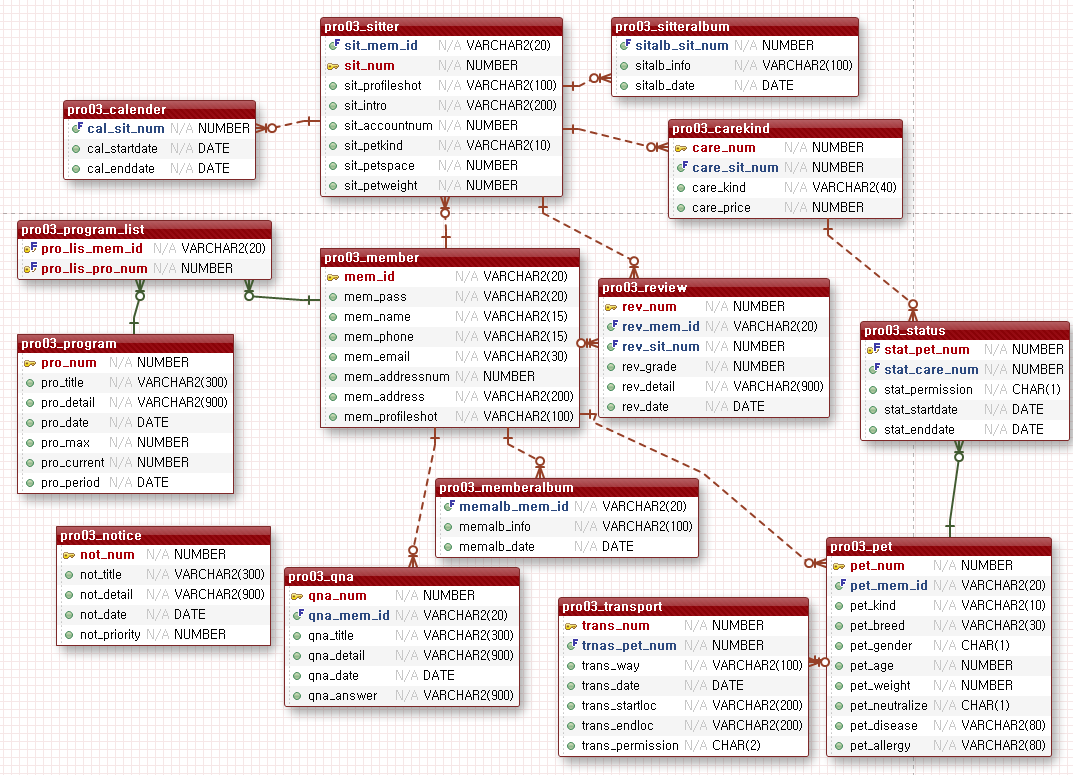 pro03_sitter
sit_mem_id N/A VARCHAR2(20)
sit_num N/A NUMBER
sit_profileshot N/A VARCHAR2(100)
sit_intro N/A VARCHAR2(200)
sit_accountnum N/A NUMBER
sit_petkind N/A VARCHAR2(10)
sit_petspace N/A NUMBER
sit_petweight N/A NUMBER
pro03_sitteralbum
sitalb_sit_num N/A NUMBER
sitalb_info N/A VARCHAR2(100)
sitalb_date N/A DATE
pro03_calender
cal_sit_num N/A NUMBER
cal_startdate N/A DATE
cal_enddate N/A DATE
pro03_carekind
care_num N/A NUMBER
care_sit_num N/A NUMBER
care_kind N/A VARCHAR2(40)
care_price N/A NUMBER
pro03_program_list
pro_lis_mem_id N/A VARCHAR2(20)
pro_lis_pro_num N/A NUMBER
pro03_member
mem_id N/A VARCHAR2(20)
mem_pass N/A VARCHAR2(20)
mem_name N/A VARCHAR2(15)
mem_phone N/A VARCHAR2(15)
mem_email N/A VARCHAR2(30)
mem_addressnum N/A NUMBER
mem_address N/A VARCHAR2(200)
mem_profileshot N/A VARCHAR2(100)
pro03_review
rev_num N/A NUMBER
rev_mem_id N/A VARCHAR2(20)
rev_sit_num N/A NUMBER
rev_grade N/A NUMBER
rev_detail N/A VARCHAR2(900)
rev_date N/A DATE
pro03_status
stat_pet_num N/A NUMBER
stat_care_num N/A NUMBER
stat_permission N/A CHAR(1)
stat_startdate N/A DATE
stat_enddate N/A DATE
pro03_program
pro_num N/A NUMBER
pro_title N/A VARCHAR2(300)
pro_detail N/A VARCHAR2(900)
pro_date N/A DATE
pro_max N/A NUMBER
pro_current N/A NUMBER
pro_period N/A DATE
pro03_memberalbum
memalb_mem_id N/A VARCHAR2(20)
memalb_info N/A VARCHAR2(100)
memalb_date N/A DATE
pro03_notice
not_num N/A NUMBER
not_title N/A VARCHAR2(300)
not_detail N/A VARCHAR2(900)
not_date N/A DATE
not_priority N/A NUMBER
pro03_qna
qna_num N/A NUMBER
qna_mem_id N/A VARCHAR2(20)
qna_title N/A VARCHAR2(300)
qna_detail N/A VARCHAR2(900)
qna_date N/A DATE
qna_answer N/A VARCHAR2(900)
pro03_transport
trans_num N/A NUMBER
trnas_pet_num N/A NUMBER
trans_way N/A VARCHAR2(100)
trans_date N/A DATE
trans_startloc N/A VARCHAR2(200)
trans_endloc N/A VARCHAR2(200)
trans_permission N/A CHAR(2)
pro03_pet
pet_num N/A NUMBER
pet_mem_id N/A VARCHAR2(20)
pet_kind N/A VARCHAR2(10)
pet_breed N/A VARCHAR2(30)
pet_gender N/A CHAR(1)
pet_age N/A NUMBER
pet_weight N/A NUMBER
pet_neutralize N/A CHAR(1)
pet_disease N/A VARCHAR2(80)
pet_allergy N/A VARCHAR2(80)